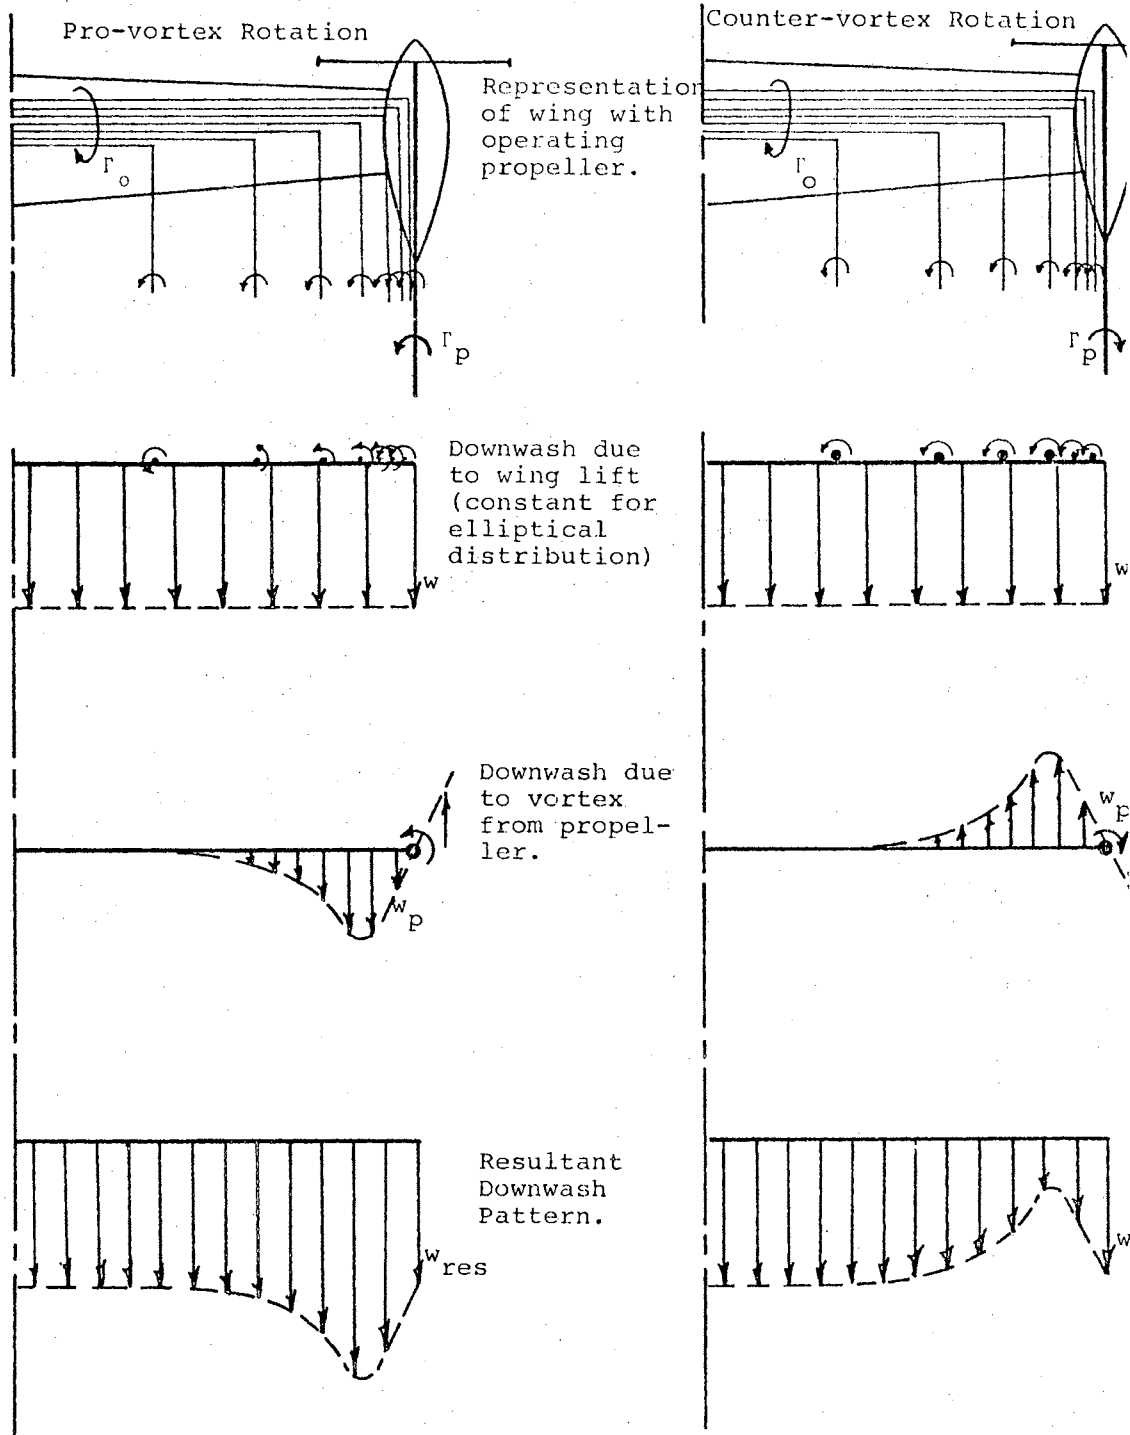 Pro-vortex Rotation
Counter-vortex Rotation
Representation
of wing with
operating
propeller.
Γo
Γo
Γp
Γp
Downwash due
to wing lift
(constant for
elliptical
distribution)
w
w
Downwash due
to vortex
from propel-
ler.
wp
wp
Resultant
Downwash
Pattern.
wres
w